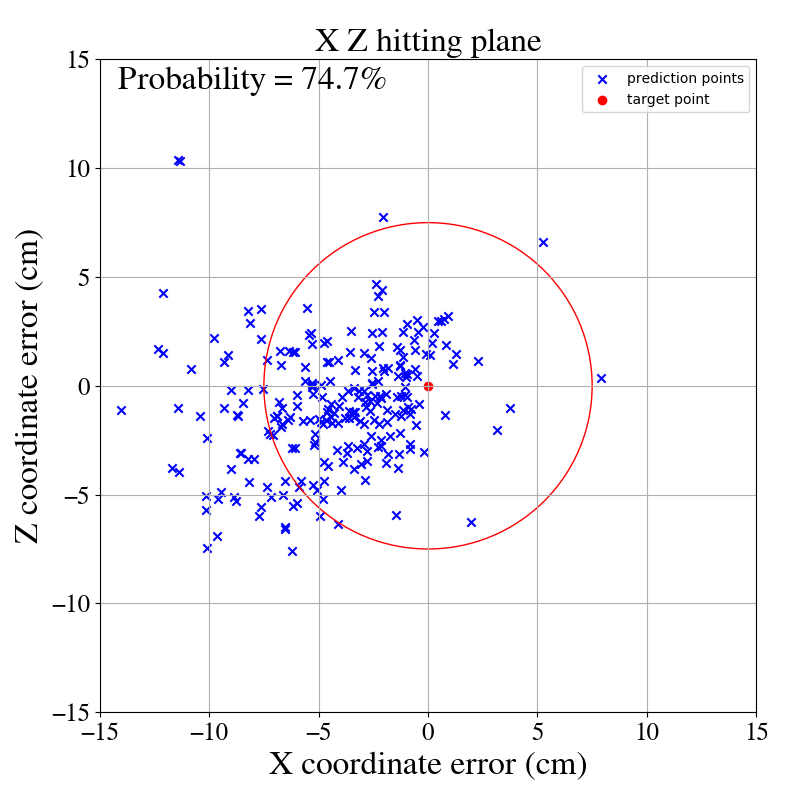 X Z hitting plane
Probability = 74.7%
prediction points
target point
Z coordinate error (cm)
15
10
5
0
−5
−10
−15
−15
−10
−5
0
5
10
15
X coordinate error (cm)